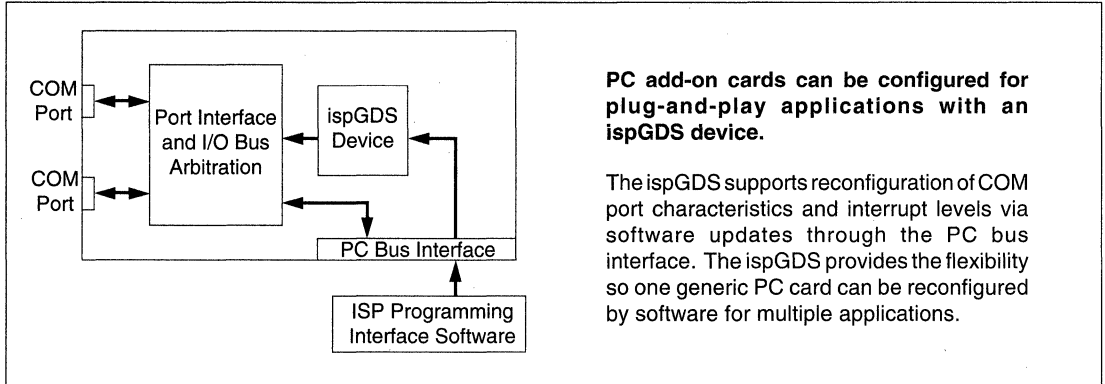 COM
Port
COM
Port
Port Interface
and I/O Bus
Arbitration
ispGDS
Device
PC Bus Interface
ISP Programming
Interface Software
PC add-on cards can be configured for
plug-and-play applications with an
ispGDS device.
The ispGDS supports reconfiguration of COM
port characteristics and interrupt levels via
software updates through the PC bus
interface. The ispGDS provides the flexibility
so one generic PC card can be reconfigured
by software for multiple applications.